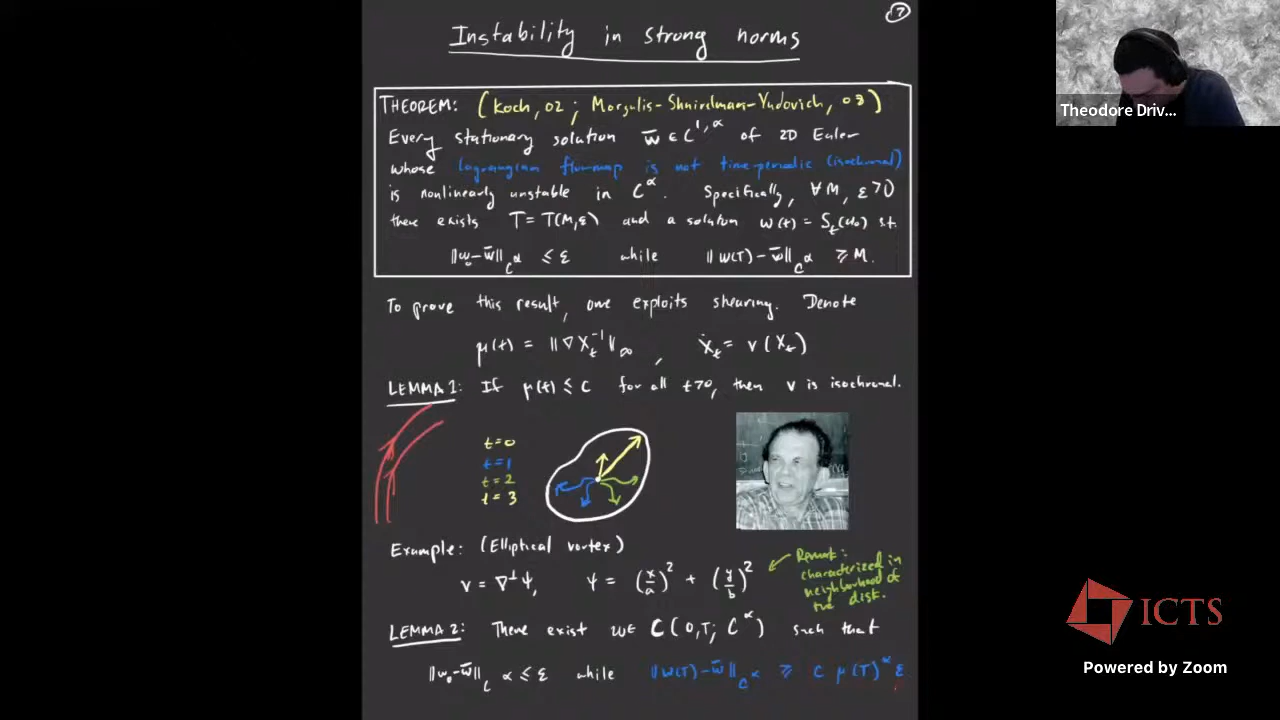 7
Instability in strong norms
THEOREM: (Koch, 02; Morgulis-Shnirelman-Yudovich, 08)
Every stationary solution w̄ ∈ C^{1,α} of 2D Euler
whose lagrangian flowmap is not time-periodic (isochronal)
is nonlinearly unstable in C^α. Specifically, ∀ M, ε>0
there exists T=T(M,ε) and a solution w(t) = S_t(w_0) s.t.
||w_0-w̄||_{C^α} ≤ ε while ||w(T)-w̄||_{C^α} ≥ M.
To prove this result, one exploits shearing. Denote
μ(t) = ||∇X_t^{-1}||_∞, Ẋ_t = v(X_t)
LEMMA 1: If μ(t) ≤ C for all t>0, then v is isochronal.
t=0
t=1
t=2
t=3
Example: (Elliptical vortex)
v = ∇^⊥ψ, ψ = (x/a)^2 + (y/b)^2
Remark:
characterized in
neighborhood of
the disk.
LEMMA 2: There exist w∈ C(0,T; C^α) such that
||w_0-w̄||_{C^α} ≤ ε while ||w(T)-w̄||_{C^α} ≥ c μ(T)^α ε
Theodore Driv...
ICTS
Powered by Zoom